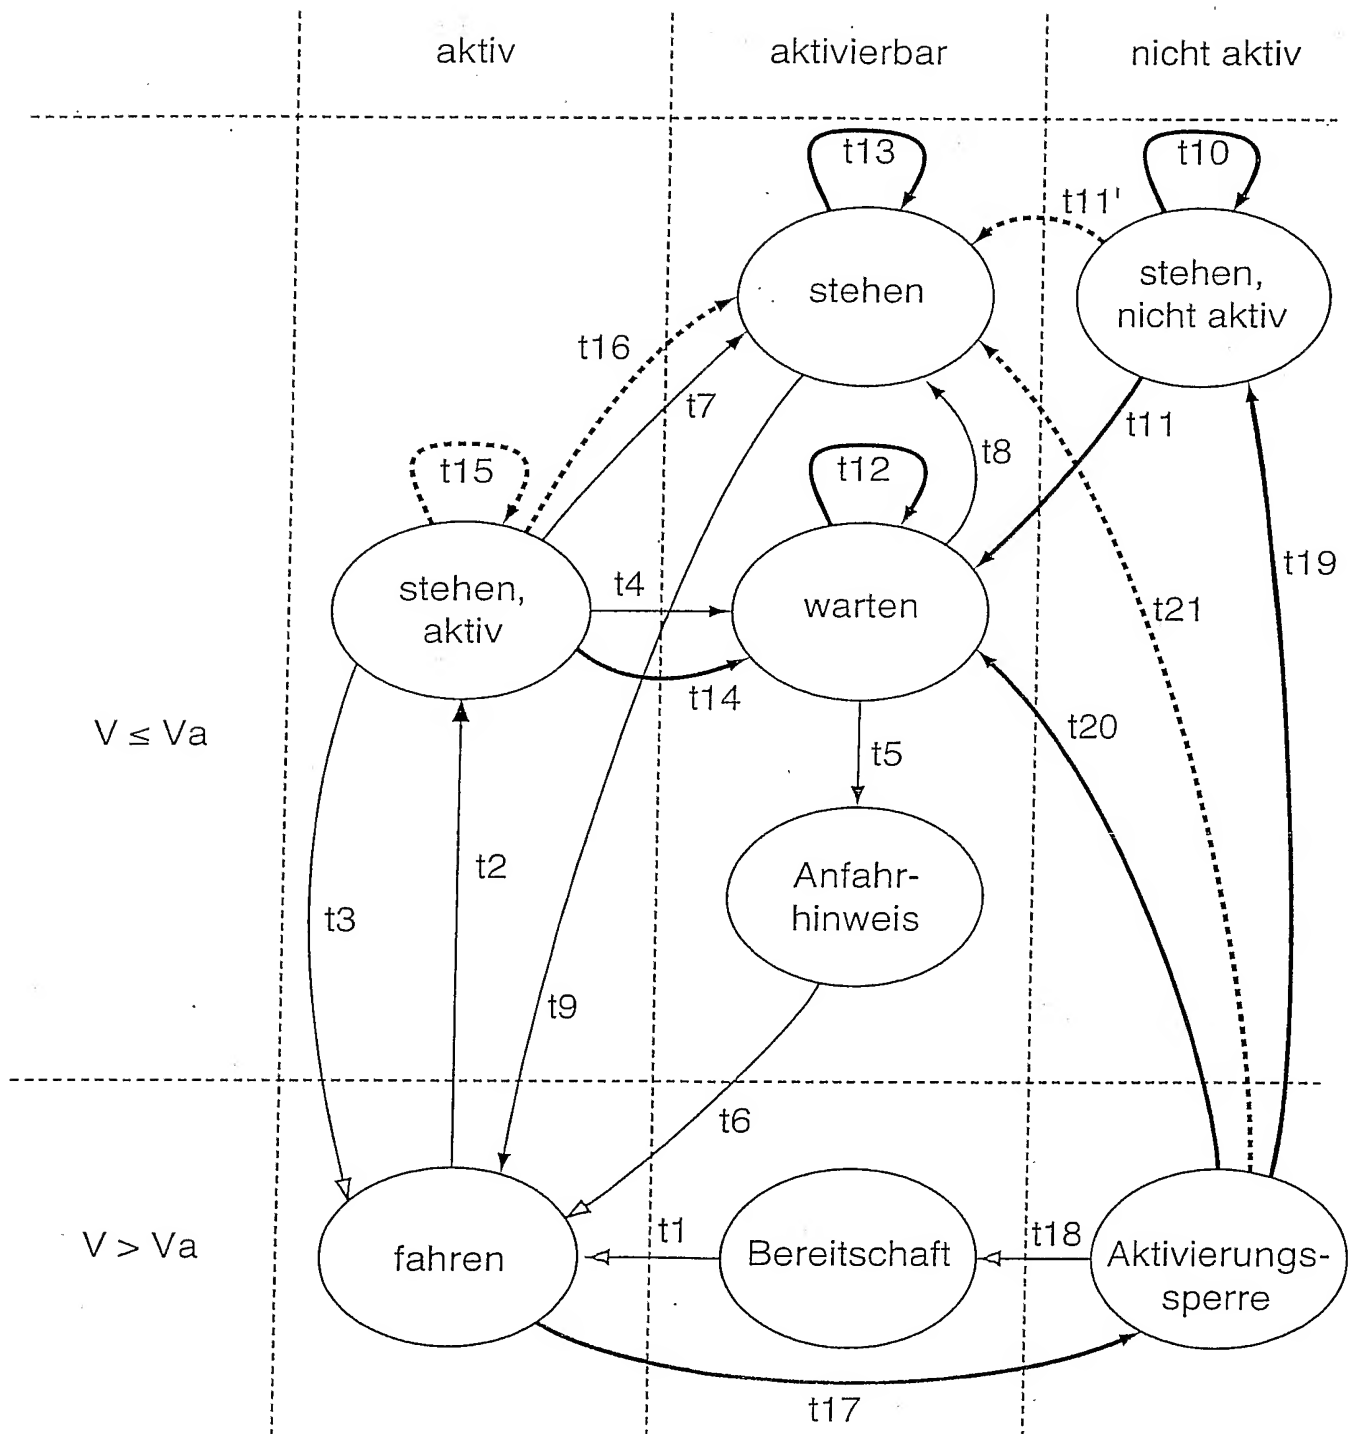 aktiv
aktivierbar
nicht aktiv
t13
t10
t11'
stehen
stehen,
nicht aktiv
t16
t7
t11
t8
t15
t12
t19
stehen,
aktiv
t4
warten
t21
t14
V ≤ Va
t20
t5
t2
Anfahr-
hinweis
t3
t9
t6
V > Va
fahren
t1
Bereitschaft
t18
Aktivierungs-
sperre
t17